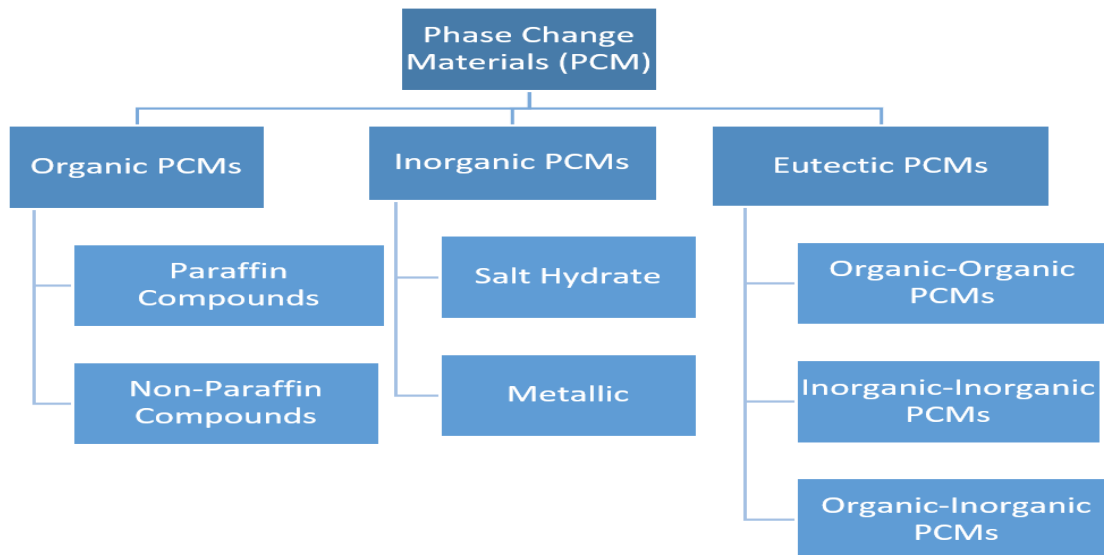 Phase Change
Materials (PCM)
Organic PCMs
Inorganic PCMs
Eutectic PCMs
Paraffin
Compounds
Non-Paraffin
Compounds
Salt Hydrate
Metallic
Organic-Organic
PCMs
Inorganic-Inorganic
PCMs
Organic-Inorganic
PCMs